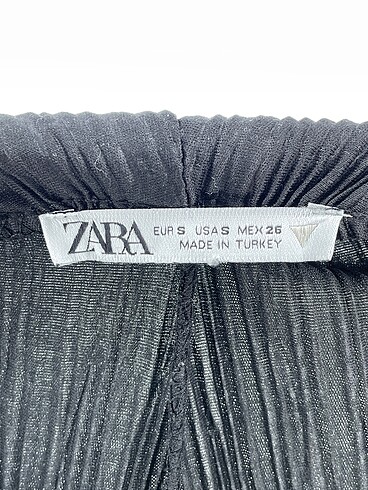 ZARA
EUR S USA S MEX 26
MADE IN TURKEY